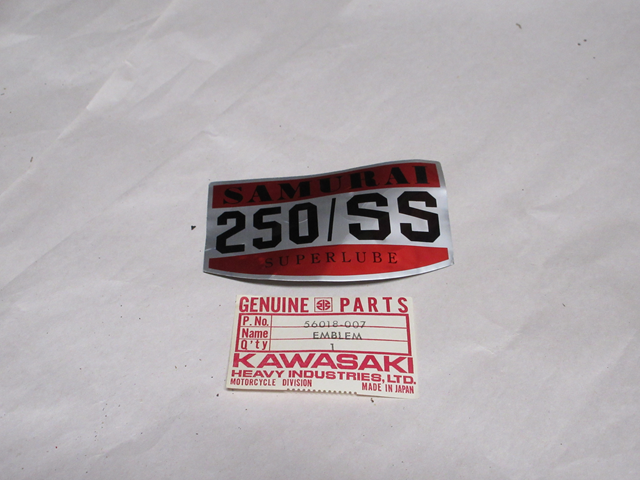 SAMURAI
250/SS
SUPERLUBE
GENUINE PARTS
P. No. 56018-007
Name EMBLEM
Q'ty 1
KAWASAKI
HEAVY INDUSTRIES, LTD.
MOTORCYCLE DIVISION MADE IN JAPAN